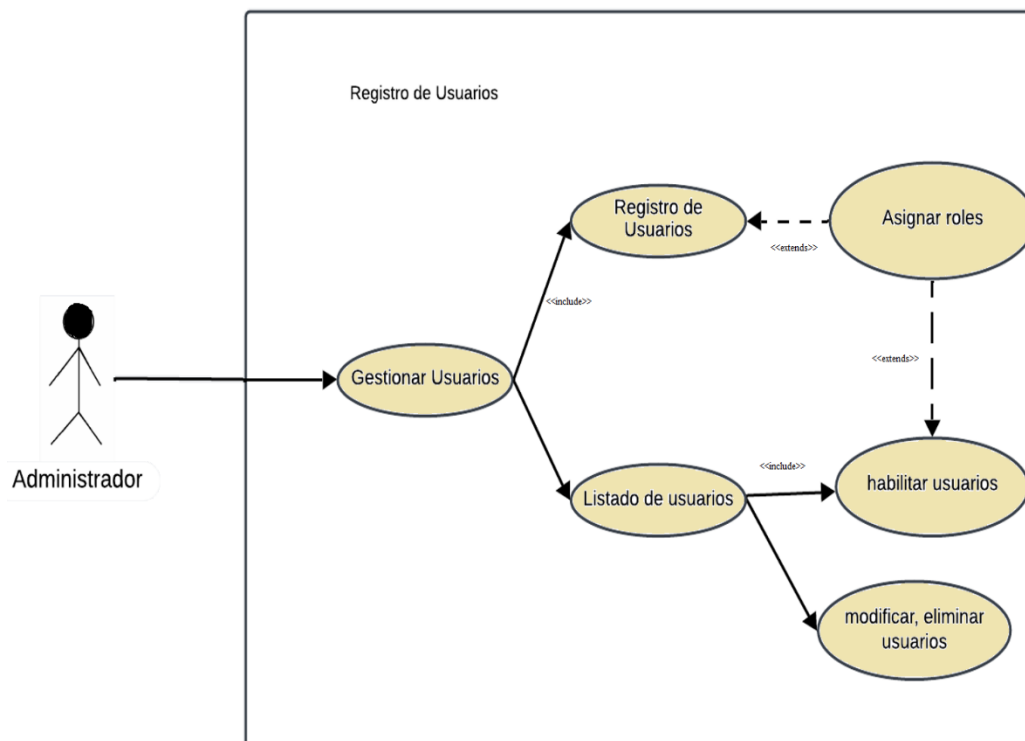 Registro de Usuarios
Registro de
Usuarios
Asignar roles
<<extends>>
<<include>>
<<extends>>
Gestionar Usuarios
Administrador
<<include>>
Listado de usuarios
habilitar usuarios
modificar, eliminar
usuarios